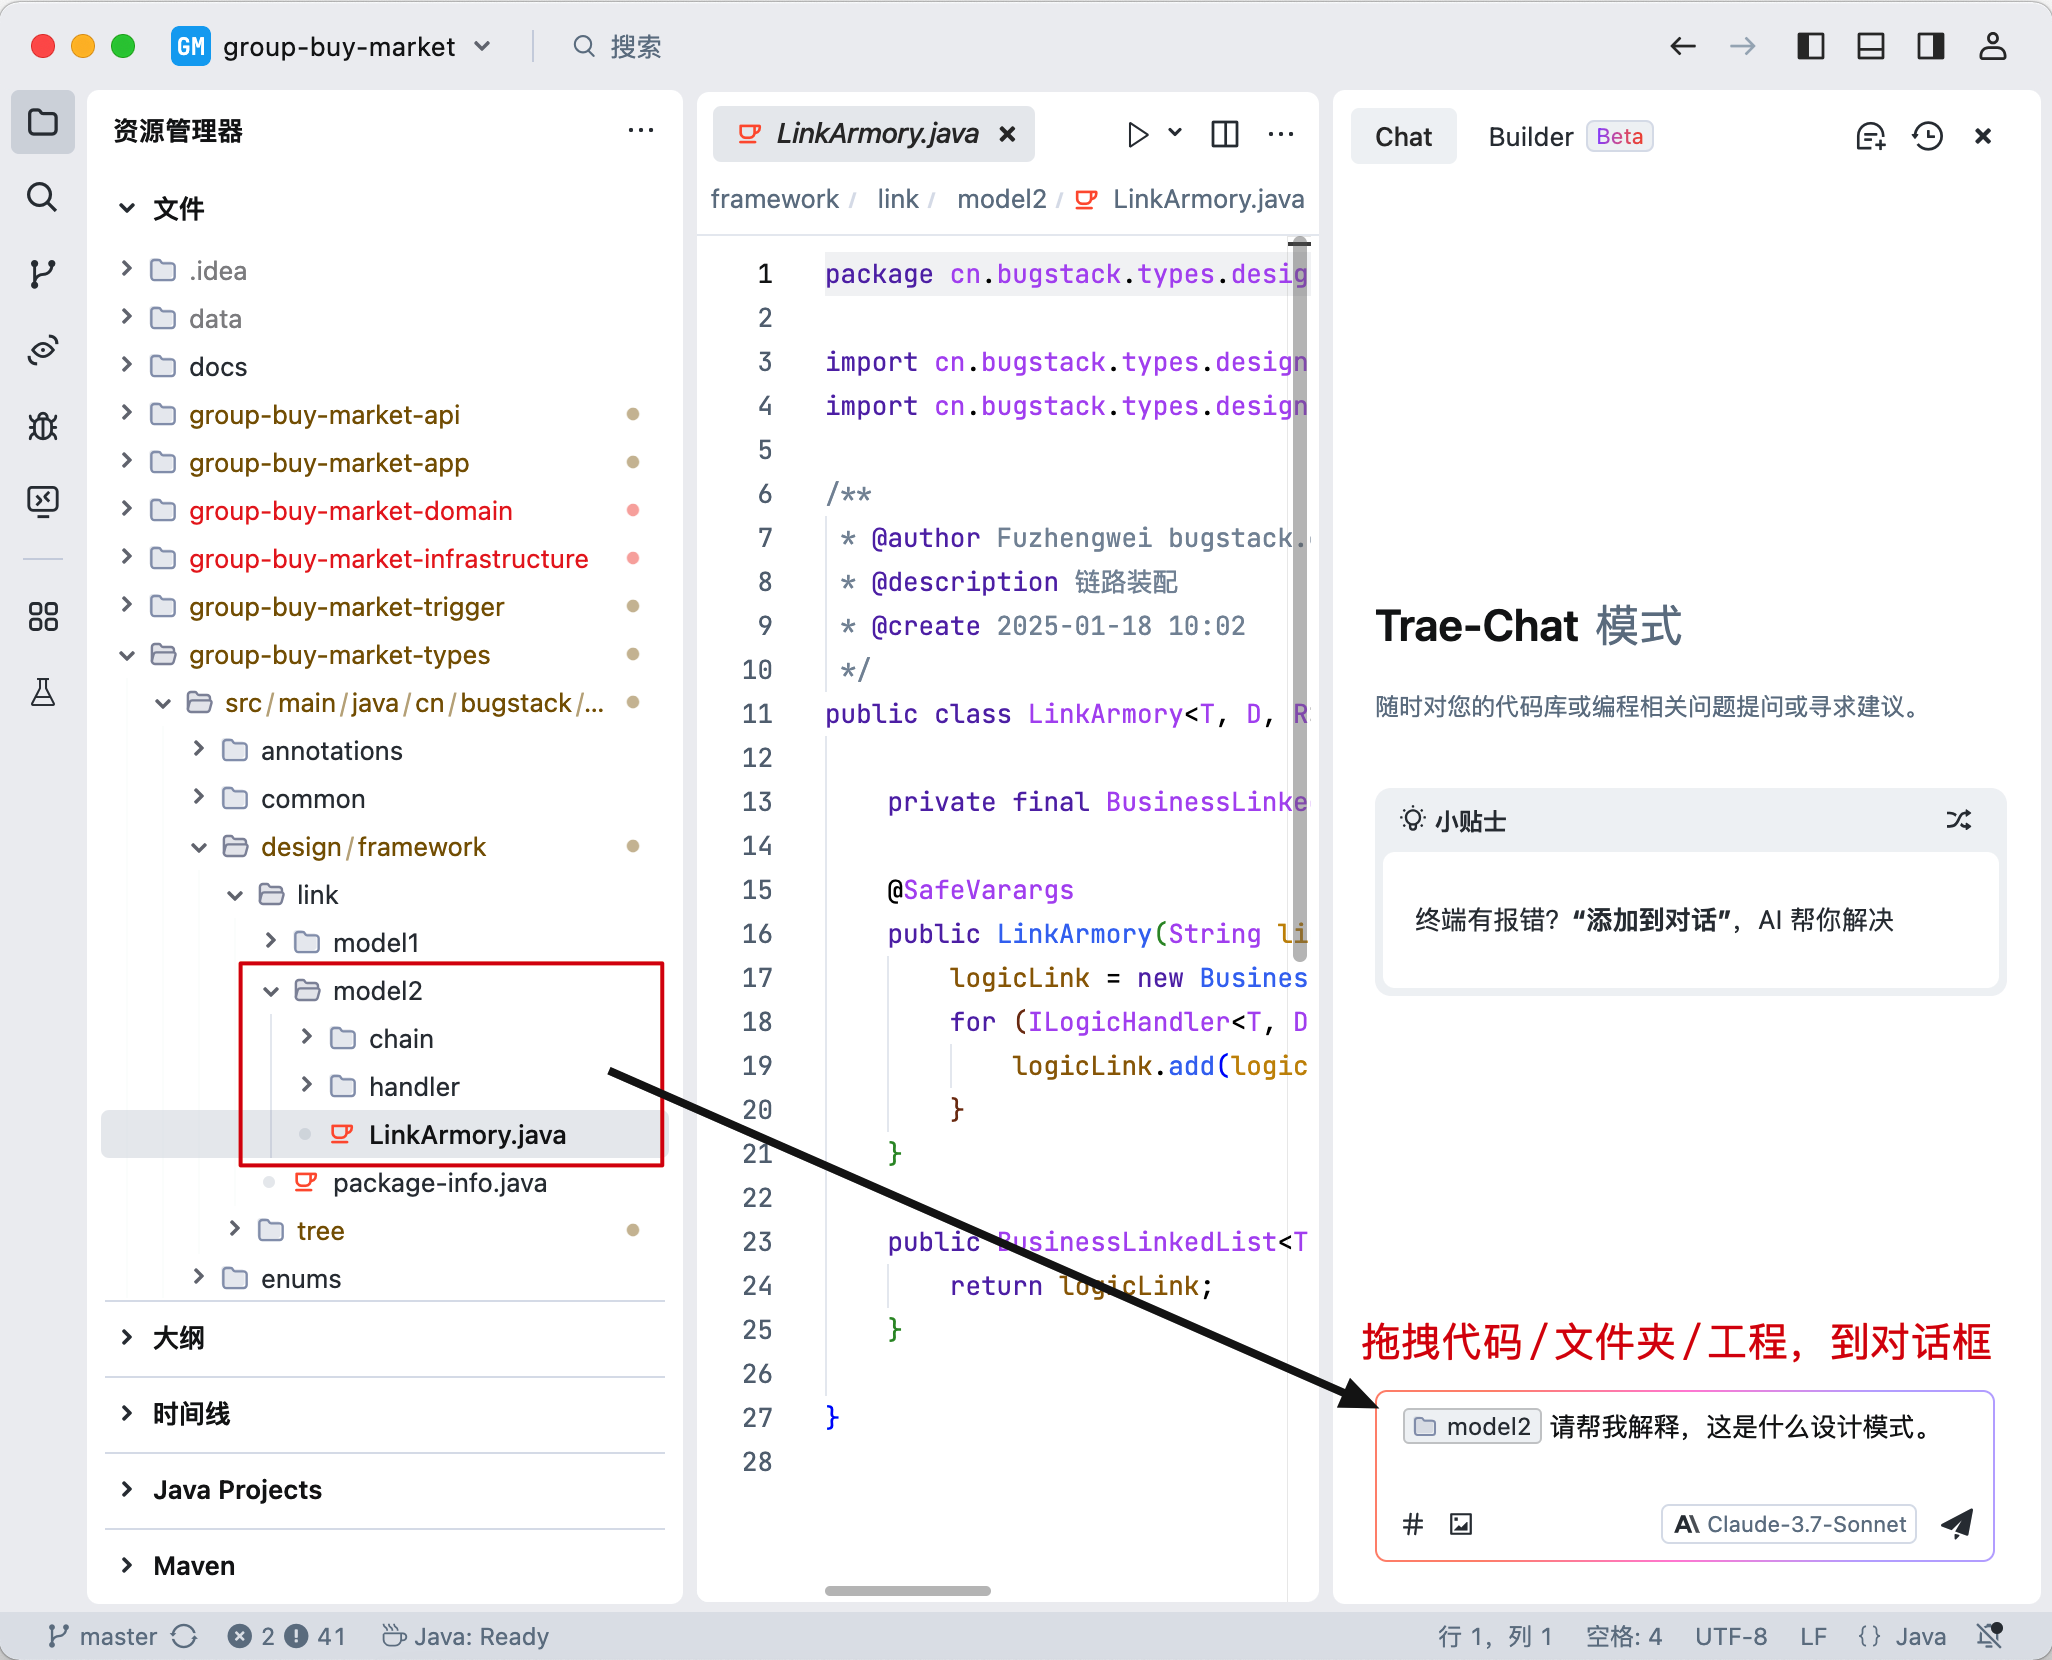 GM group-buy-market 搜索
资源管理器
文件
.idea
data
docs
group-buy-market-api
group-buy-market-app
group-buy-market-domain
group-buy-market-infrastructure
group-buy-market-trigger
group-buy-market-types
src/main/java/cn/bugstack/...
annotations
common
design/framework
link
model1
model2
chain
handler
LinkArmory.java
package-info.java
tree
enums
大纲
时间线
Java Projects
Maven
LinkArmory.java
framework / link / model2 / LinkArmory.java
1 package cn.bugstack.types.desig
2
3 import cn.bugstack.types.design
4 import cn.bugstack.types.design
5
6 /**
7 * @author Fuzhengwei bugstack.
8 * @description 链路装配
9 * @create 2025-01-18 10:02
10 */
11 public class LinkArmory<T, D, R
12
13 private final BusinessLinke
14
15 @SafeVarargs
16 public LinkArmory(String li
17 logicLink = new Busines
18 for (ILogicHandler<T, D
19 logicLink.add(logic
20 }
21 }
22
23 public BusinessLinkedList<T
24 return logicLink;
25 }
26
27 }
28
Chat Builder Beta
Trae-Chat 模式
随时对您的代码库或编程相关问题提问或寻求建议。
小贴士
终端有报错？“添加到对话”，AI 帮你解决
拖拽代码/文件夹/工程，到对话框
model2 请帮我解释，这是什么设计模式。
Claude-3.7-Sonnet
master 2 41 Java: Ready 行 1，列 1 空格: 4 UTF-8 LF {} Java